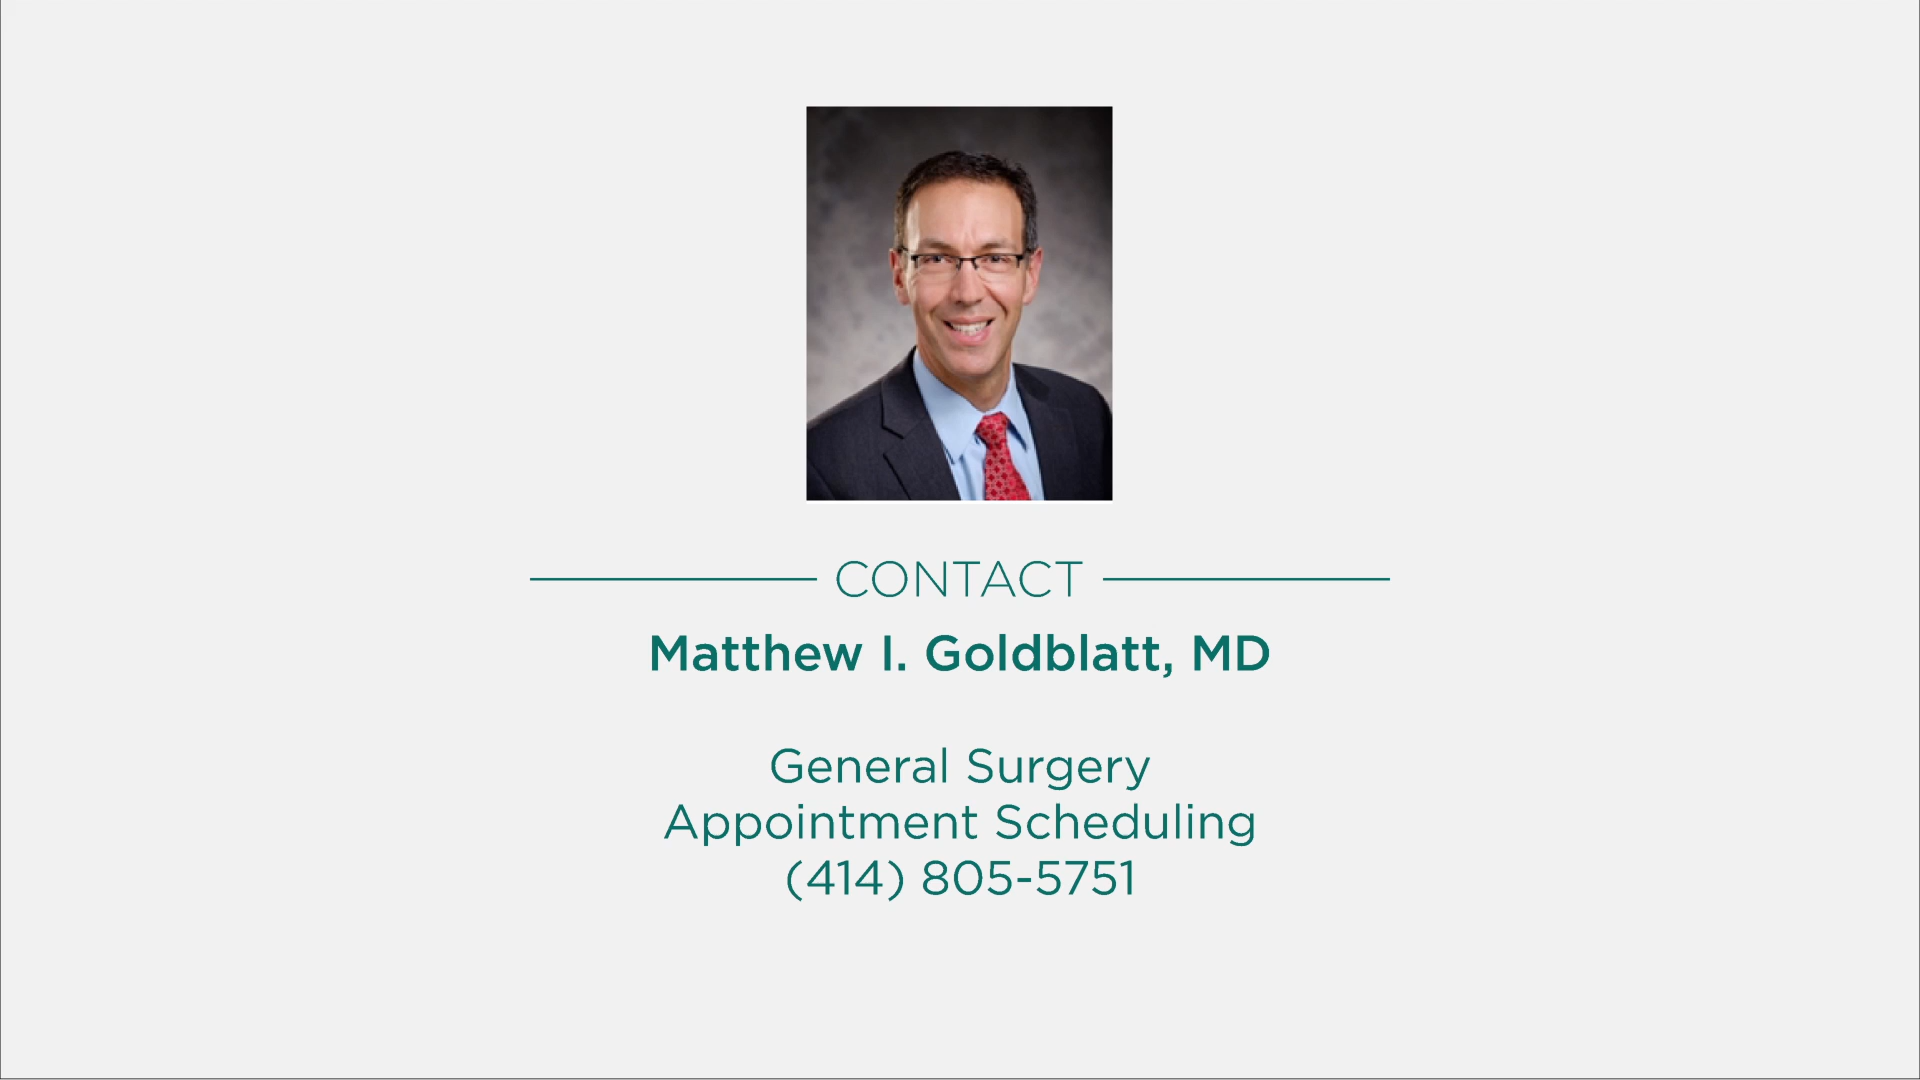 CONTACT
Matthew I. Goldblatt, MD
General Surgery
Appointment Scheduling
(414) 805-5751